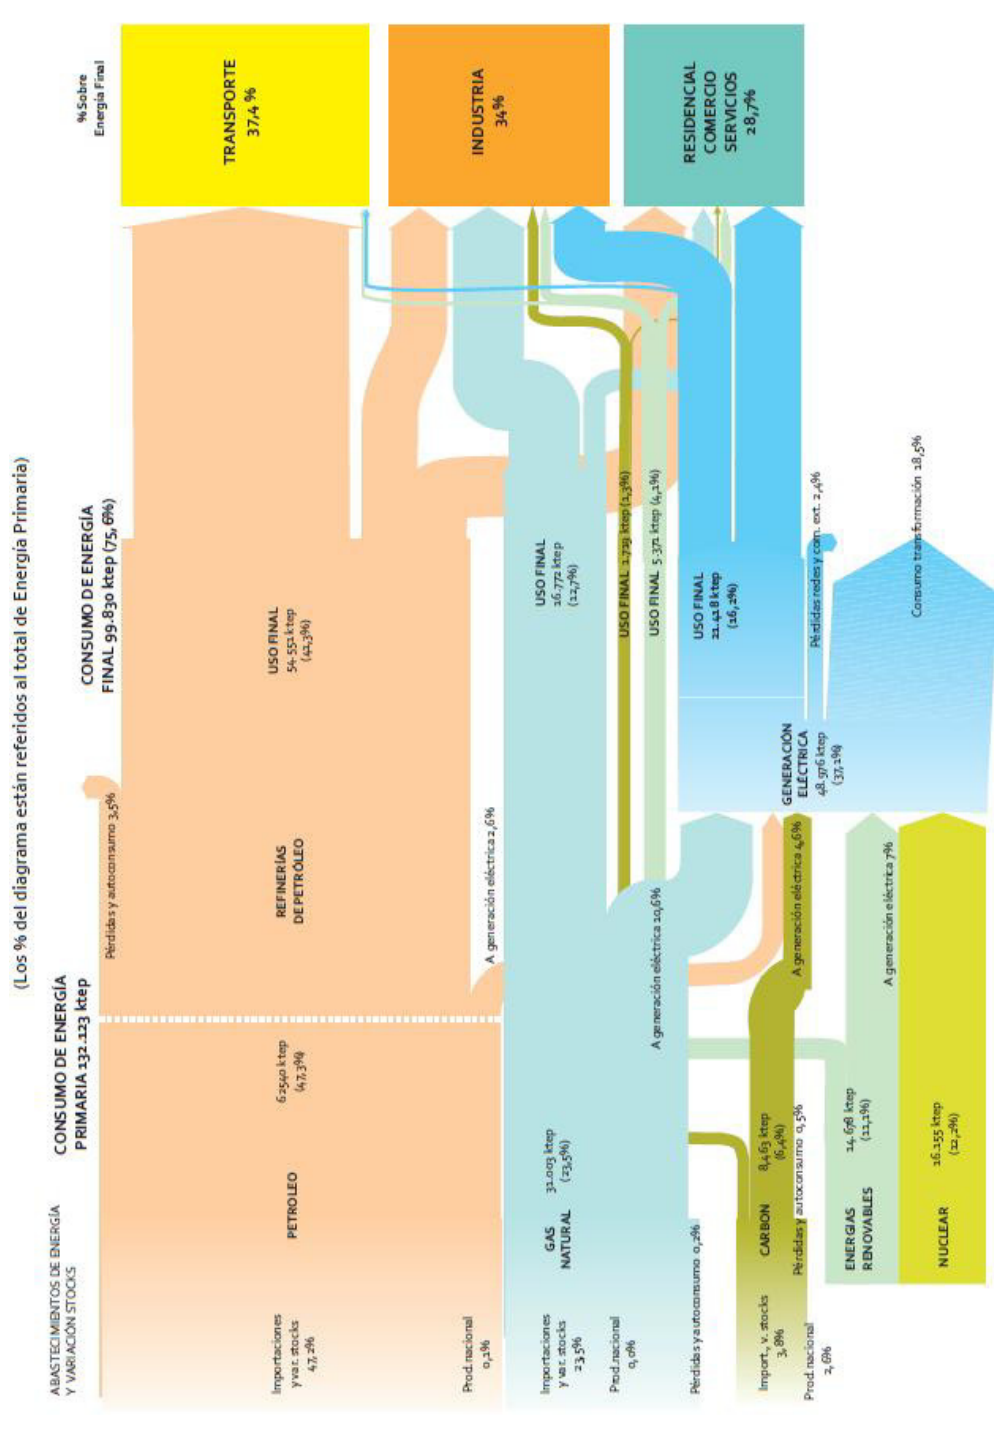 (Los % del diagrama están referidos al total de Energía Primaria)
ABASTECIMIENTOS DE ENERGÍA
Y VARIACIÓN STOCKS
CONSUMO DE ENERGÍA
PRIMARIA 132.123 ktep
CONSUMO DE ENERGÍA
FINAL 99.830 ktep (75,6%)
% Sobre
Energía Final
Pérdidas y autoconsumo 3,5%
Importaciones
y var. stocks
47,2%
PETROLEO
62540 ktep
(47,3%)
REFINERÍAS
DE PETRÓLEO
USO FINAL
54.551 ktep
(41,3%)
TRANSPORTE
37,4 %
Prod. nacional
0,1%
A generación eléctrica 2,6%
Importaciones
y var. stocks
23,5%
GAS
NATURAL
31.003 ktep
(23,5%)
USO FINAL
16.772 ktep
(12,7%)
INDUSTRIA
34%
Prod. nacional
0,0%
USO FINAL 1.719 ktep (1,3%)
A generación eléctrica 10,6%
USO FINAL 5.371 ktep (4,1%)
Pérdidas y autoconsumo 0,2%
USO FINAL
21.418 ktep
(16,2%)
RESIDENCIAL
COMERCIO
SERVICIOS
28,7%
Import., v. stocks
3,8%
CARBON
8,463 ktep
(6,4%)
A generación eléctrica 4,6%
GENERACIÓN
ELÉCTRICA
48.976 ktep
(37,1%)
Pérdidas redes y com. ext. 2,4%
Prod. nacional
2,6%
Pérdidas y autoconsumo 0,5%
ENERGIAS
RENOVABLES
14.678 ktep
(11,1%)
A generación eléctrica 7%
Consumo transformación 18,5%
NUCLEAR
16.155 ktep
(12,2%)